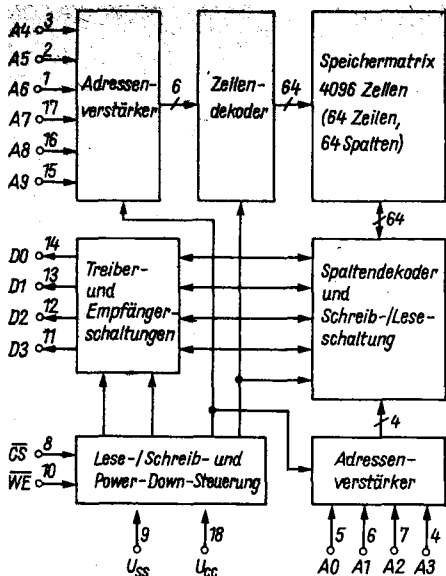 A4 3
A5 2
A6 1
A7 17
A8 16
A9 15
Adressen-
verstärker
6
Zeilen-
dekoder
64
Speichermatrix
4096 Zellen
(64 Zeilen,
64 Spalten)
64
D0 14
D1 13
D2 12
D3 11
Treiber-
und
Empfänger-
schaltungen
Spaltendekoder
und
Schreib-/Lese-
schaltung
4
CS 8
WE 10
Lese-/Schreib- und
Power-Down-Steuerung
Adressen-
verstärker
9 18
USS UCC
5 6 7 4
A0 A1 A2 A3